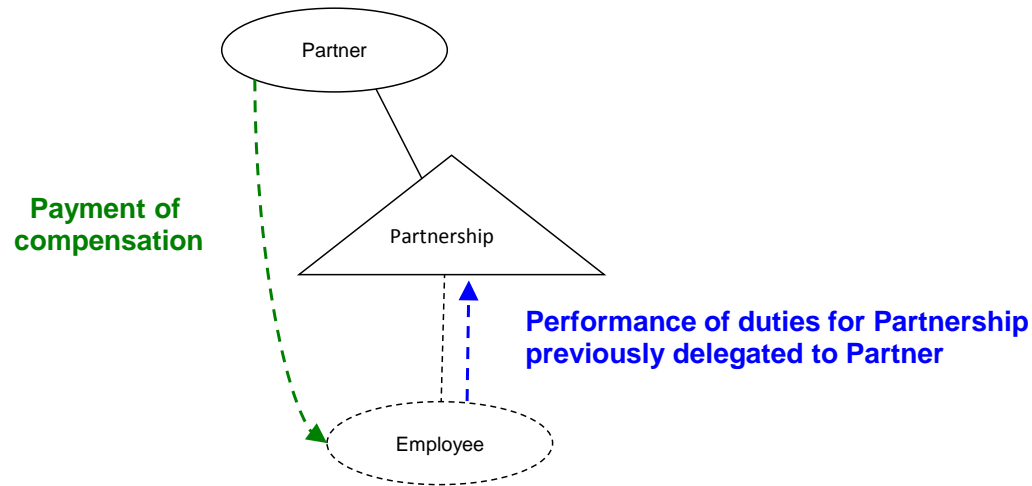 Partner
Payment of
compensation
Partnership
Performance of duties for Partnership
previously delegated to Partner
Employee